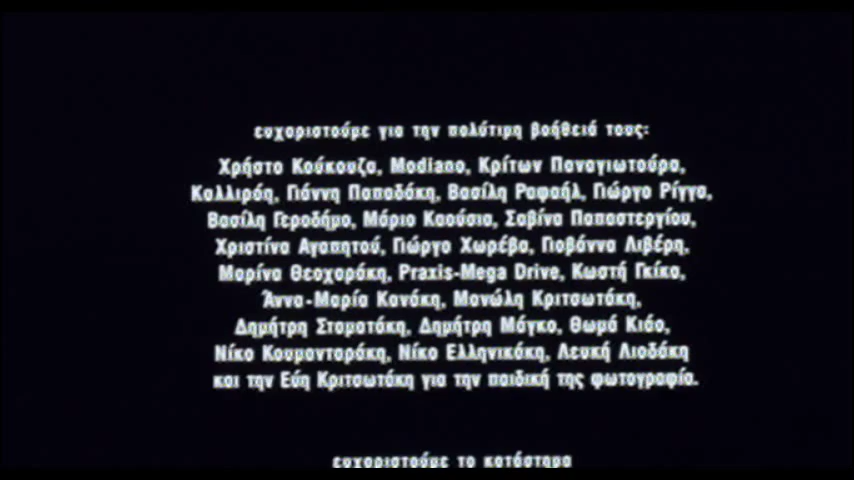 ευχαριστούμε για την πολύτιμη βοήθειά τους:
Χρήστο Κούκουζα, Modiano, Κρίτων Παναγιωτούρα,
Καλλιρόη, Γιάννη Παπαδάκη, Βασίλη Ραφαήλ, Γιώργο Ρίγγα,
Βασίλη Γεροδήμο, Μάριο Καούσια, Σαβίνα Παπαστεργίου,
Χριστίνα Αγαπητού, Γιώργο Χωρέβα, Γιοβάννα Λιβέρη,
Μαρίνα Θεοχαράκη, Praxis-Mega Drive, Κωστή Γκίκα,
Άννα-Μαρία Κανάκη, Μανώλη Κριτσωτάκη,
Δημήτρη Σταματάκη, Δημήτρη Μάγκο, Θωμά Κιάο,
Νίκο Κουμανταράκη, Νίκο Ελληνικάκη, Λευκή Λιοδάκη
και την Εύη Κριτσωτάκη για την παιδική της φωτογραφία.
ευχαριστούμε το κατάστημα